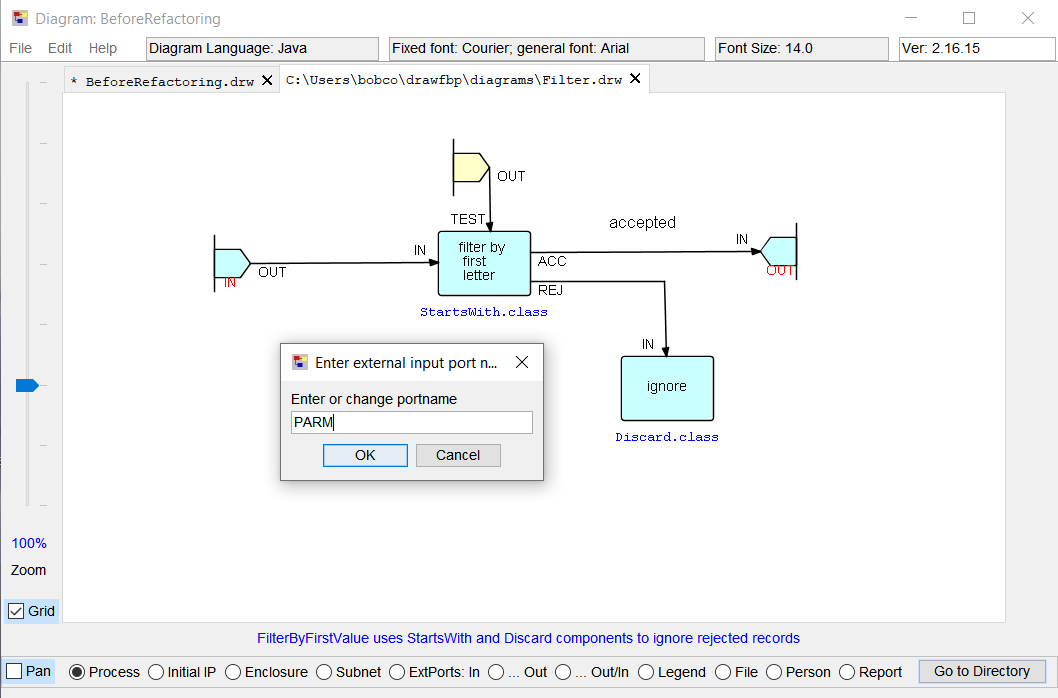 Diagram: BeforeRefactoring
File Edit Help Diagram Language: Java Fixed font: Courier; general font: Arial Font Size: 14.0 Ver: 2.16.15
* BeforeRefactoring.drw C:\Users\bobco\drawfbp\diagrams\Filter.drw
OUT
TEST
accepted
IN
filter by
first
letter
IN
OUT
IN
ACC
OUT
REJ
StartsWith.class
IN
ignore
Discard.class
Enter external input port n...
Enter or change portname
PARM
OK Cancel
100%
Zoom
Grid
FilterByFirstValue uses StartsWith and Discard components to ignore rejected records
Pan Process Initial IP Enclosure Subnet ExtPorts: In ... Out ... Out/In Legend File Person Report Go to Directory